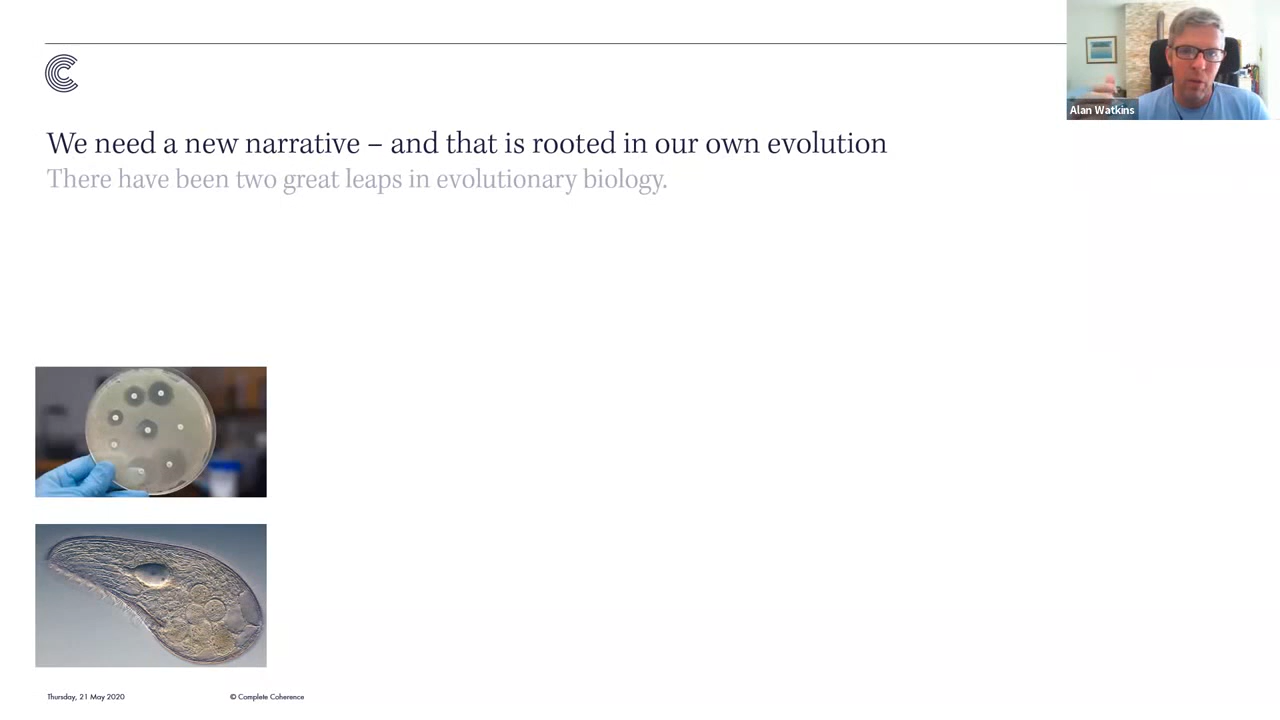 Alan Watkins
We need a new narrative – and that is rooted in our own evolution
There have been two great leaps in evolutionary biology.
Thursday, 21 May 2020
© Complete Coherence